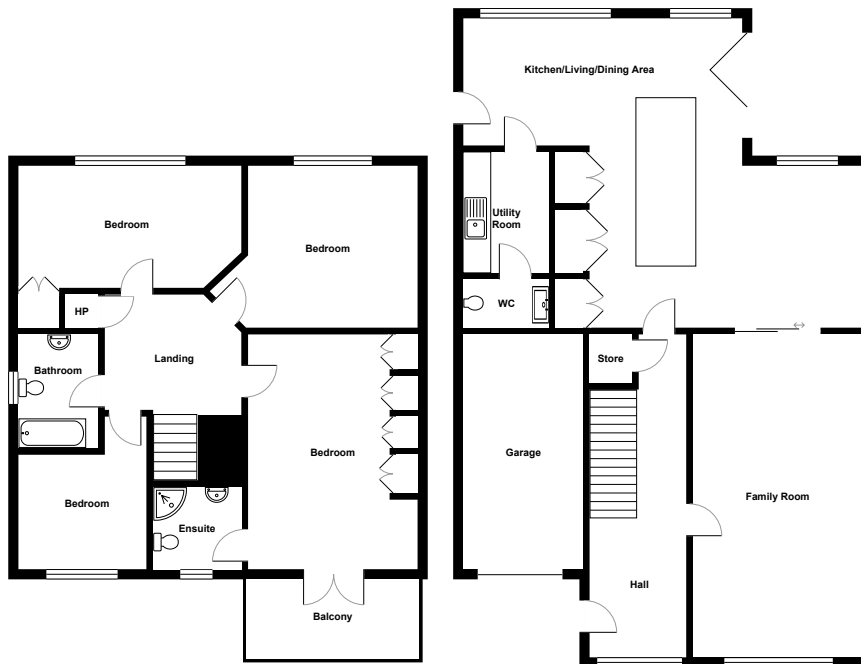 Kitchen/Living/Dining Area
Bedroom
Bedroom
Utility
Room
HP
WC
Landing
Bathroom
Store
Bedroom
Garage
Bedroom
Family Room
Ensuite
Hall
Balcony